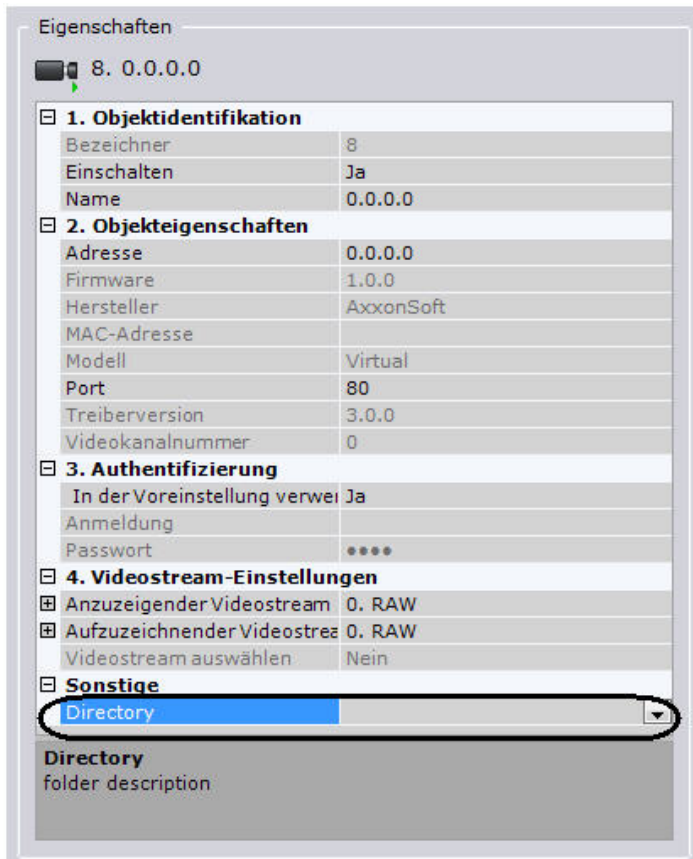 Eigenschaften
8. 0.0.0.0
1. Objektidentifikation
Bezeichner 8
Einschalten Ja
Name 0.0.0.0
2. Objekteigenschaften
Adresse 0.0.0.0
Firmware 1.0.0
Hersteller AxxonSoft
MAC-Adresse
Modell Virtual
Port 80
Treiberversion 3.0.0
Videokanalnummer 0
3. Authentifizierung
In der Voreinstellung verwei Ja
Anmeldung
Passwort ●●●●
4. Videostream-Einstellungen
Anzuzeigender Videostream 0. RAW
Aufzuzeichnender Videostrea 0. RAW
Videostream auswählen Nein
Sonstige
Directory
Directory
folder description